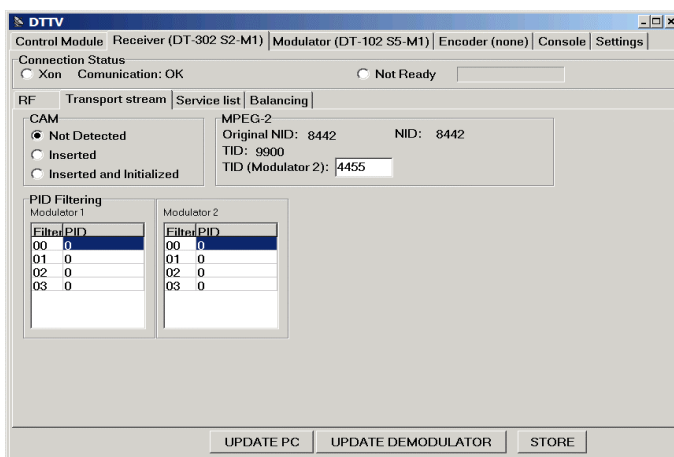 DTTV
Control Module Receiver (DT-302 S2-M1) Modulator (DT-102 S5-M1) Encoder (none) Console Settings
Connection Status
Xon Comunication: OK Not Ready
RF Transport stream Service list Balancing
CAM MPEG-2
Not Detected Original NID: 8442 NID: 8442
TID: 9900
Inserted TID (Modulator 2): 4455
Inserted and Initialized
PID Filtering
Modulator 1 Modulator 2
Filter PID Filter PID
00 0 00 0
01 0 01 0
02 0 02 0
03 0 03 0
UPDATE PC UPDATE DEMODULATOR STORE